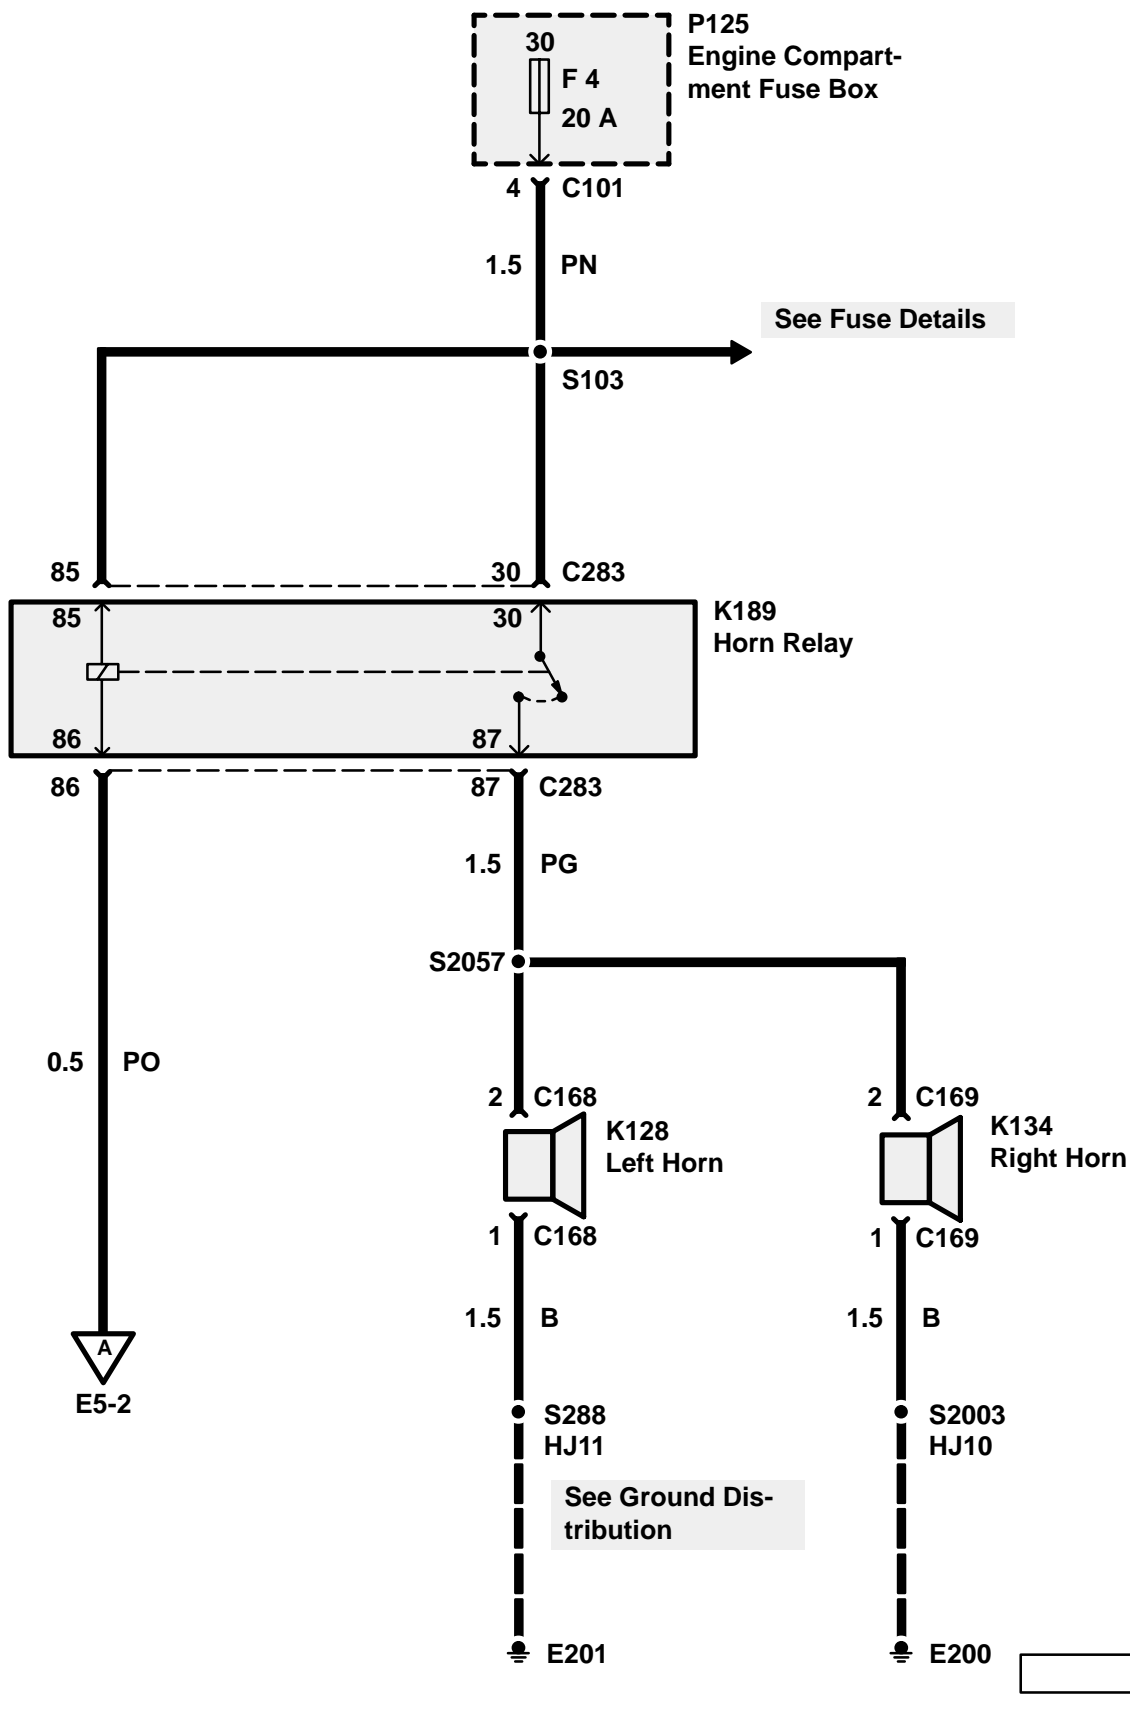 P125
Engine Compart-
ment Fuse Box
30
F 4
20 A
4 C101
1.5 PN
See Fuse Details
S103
85 30 C283
85 30
K189
Horn Relay
86 87
86 87 C283
1.5 PG
S2057
0.5 PO
2 C168
2 C169
K128
Left Horn
K134
Right Horn
1 C168
1 C169
1.5 B
1.5 B
A
E5-2
S288
HJ11
S2003
HJ10
See Ground Dis-
tribution
E201
E200